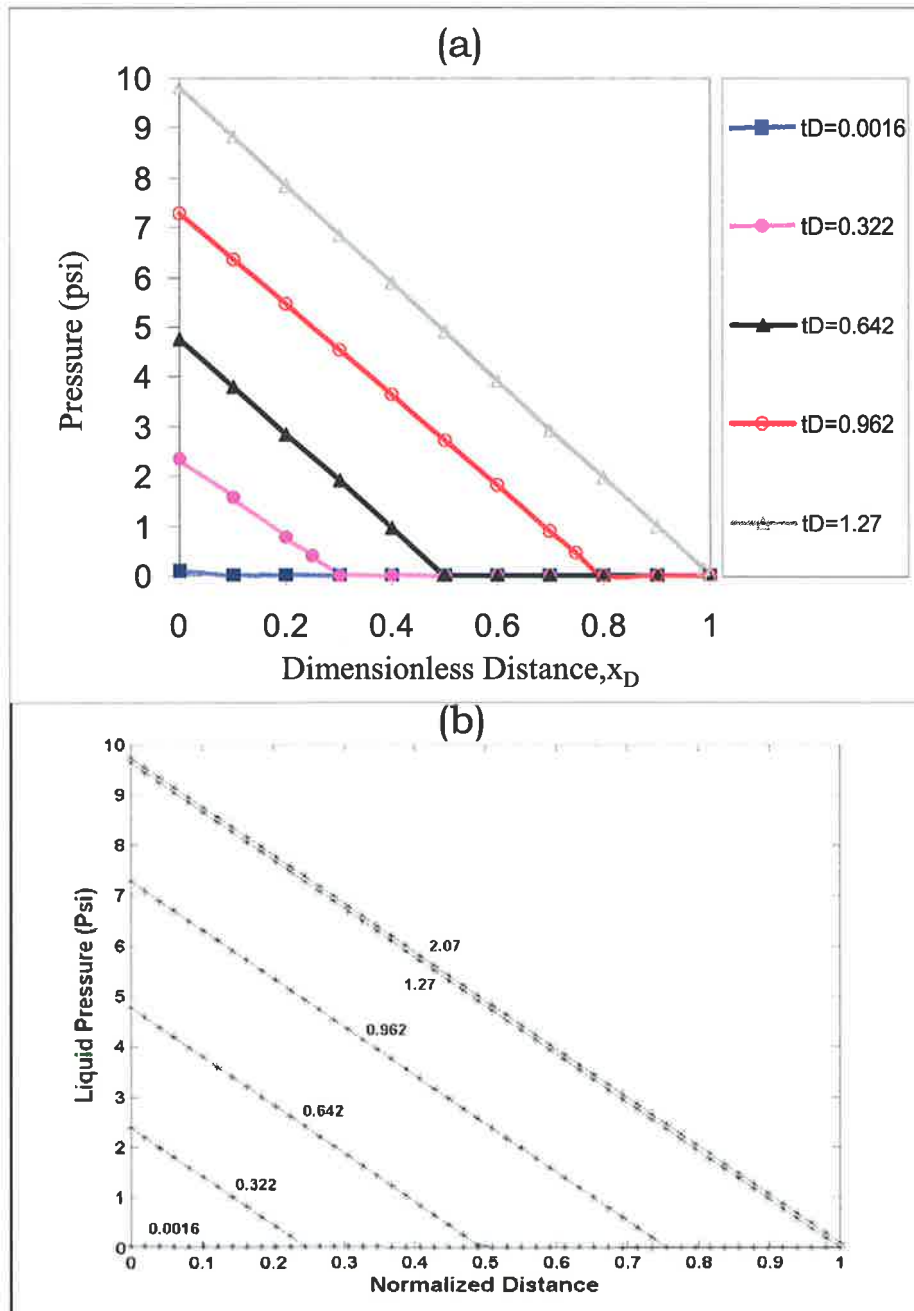 (a)
10
9
8
7
6
5
4
3
2
1
0
Pressure (psi)
0 0.2 0.4 0.6 0.8 1
Dimensionless Distance,xD
tD=0.0016
tD=0.322
tD=0.642
tD=0.962
tD=1.27
(b)
10
9
8
7
6
5
4
3
2
1
0
Liquid Pressure (Psi)
2.07
1.27
0.962
0.642
0.322
0.0016
0.1 0.2 0.3 0.4 0.5 0.6 0.7 0.8 0.9 1
Normalized Distance